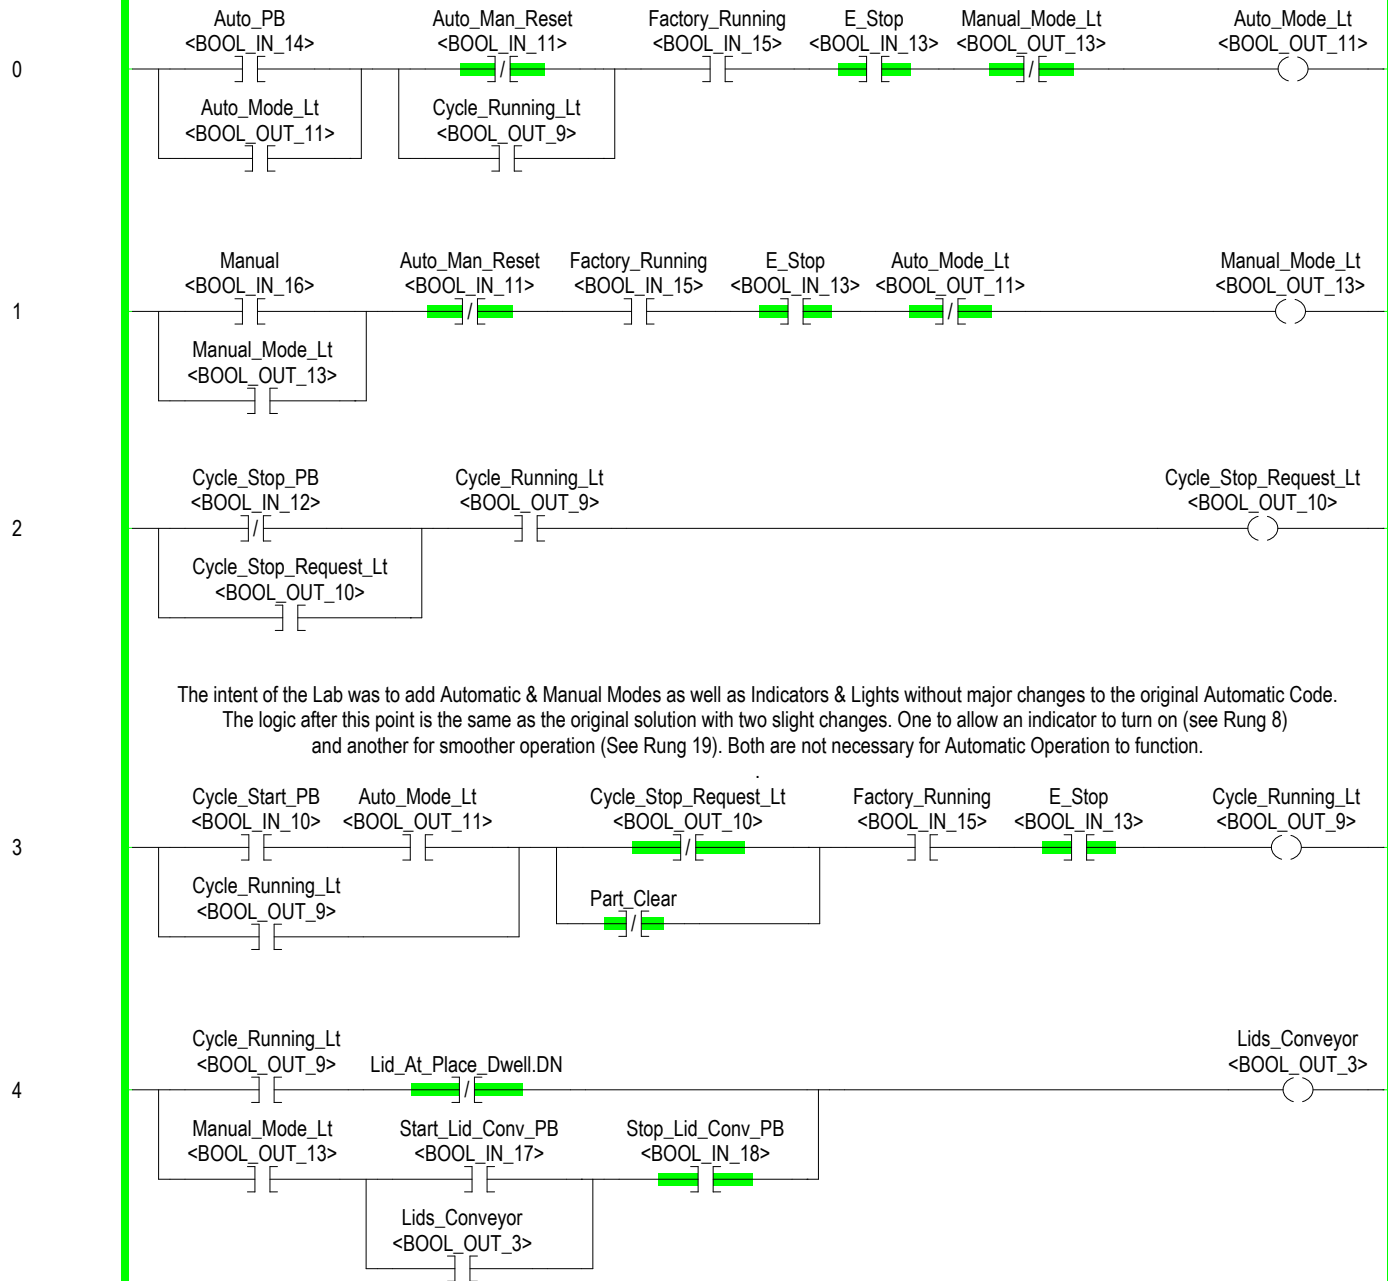 Auto_PB Auto_Man_Reset Factory_Running E_Stop Manual_Mode_Lt Auto_Mode_Lt
<BOOL_IN_14> <BOOL_IN_11> <BOOL_IN_15> <BOOL_IN_13> <BOOL_OUT_13> <BOOL_OUT_11>
0
/ /
Auto_Mode_Lt Cycle_Running_Lt
<BOOL_OUT_11> <BOOL_OUT_9>
Manual Auto_Man_Reset Factory_Running E_Stop Auto_Mode_Lt Manual_Mode_Lt
<BOOL_IN_16> <BOOL_IN_11> <BOOL_IN_15> <BOOL_IN_13> <BOOL_OUT_11> <BOOL_OUT_13>
1
/ /
Manual_Mode_Lt
<BOOL_OUT_13>
Cycle_Stop_PB Cycle_Running_Lt Cycle_Stop_Request_Lt
<BOOL_IN_12> <BOOL_OUT_9> <BOOL_OUT_10>
2
/
Cycle_Stop_Request_Lt
<BOOL_OUT_10>
The intent of the Lab was to add Automatic & Manual Modes as well as Indicators & Lights without major changes to the original Automatic Code.
The logic after this point is the same as the original solution with two slight changes. One to allow an indicator to turn on (see Rung 8)
and another for smoother operation (See Rung 19). Both are not necessary for Automatic Operation to function.
.
Cycle_Start_PB Auto_Mode_Lt Cycle_Stop_Request_Lt Factory_Running E_Stop Cycle_Running_Lt
<BOOL_IN_10> <BOOL_OUT_11> <BOOL_OUT_10> <BOOL_IN_15> <BOOL_IN_13> <BOOL_OUT_9>
3
/
Cycle_Running_Lt Part_Clear
<BOOL_OUT_9>
/
Cycle_Running_Lt Lids_Conveyor
<BOOL_OUT_9> Lid_At_Place_Dwell.DN <BOOL_OUT_3>
4
/
Manual_Mode_Lt Start_Lid_Conv_PB Stop_Lid_Conv_PB
<BOOL_OUT_13> <BOOL_IN_17> <BOOL_IN_18>
Lids_Conveyor
<BOOL_OUT_3>